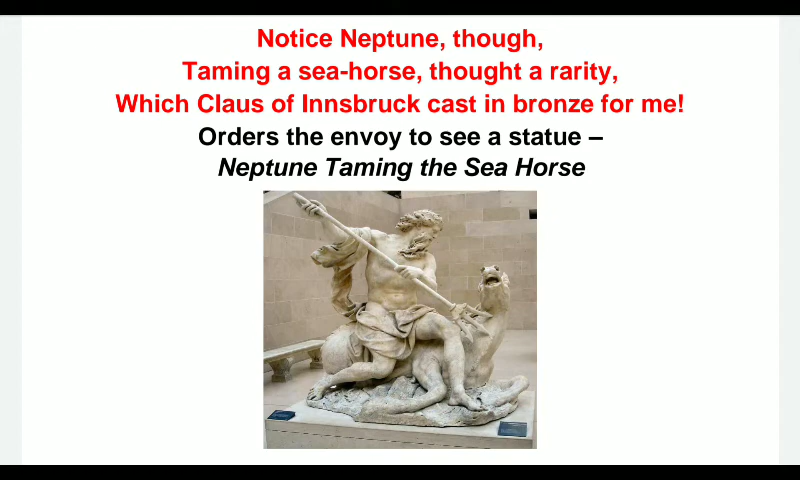 Notice Neptune, though,
Taming a sea-horse, thought a rarity,
Which Claus of Innsbruck cast in bronze for me!
Orders the envoy to see a statue –
Neptune Taming the Sea Horse